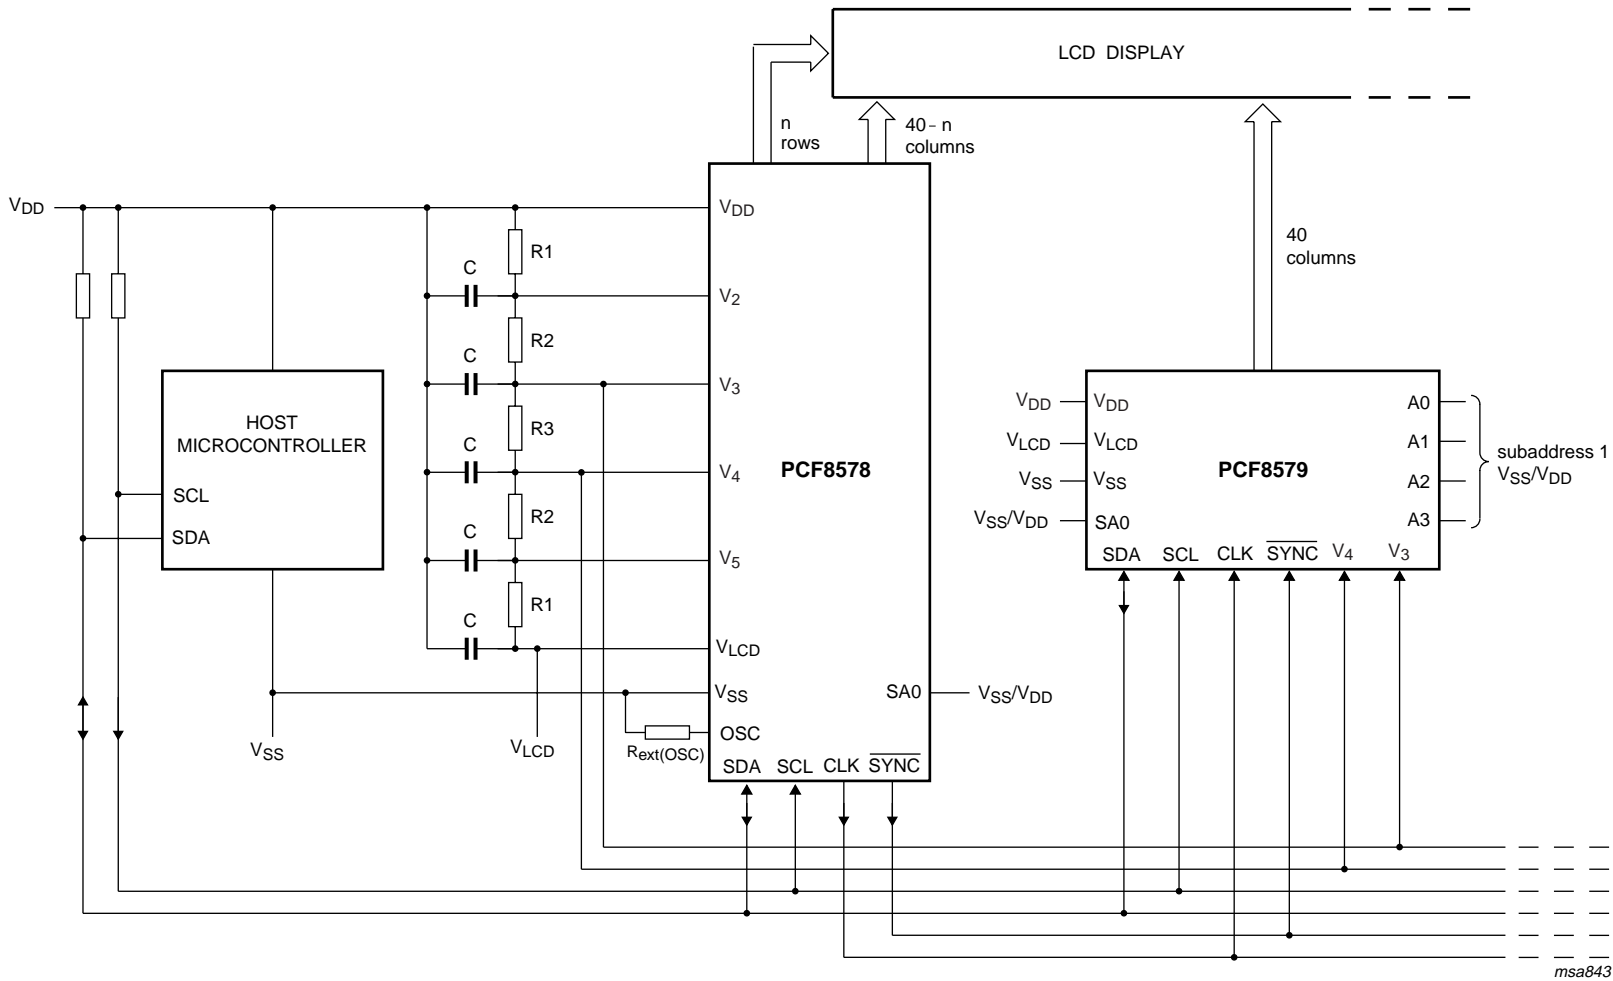 LCD DISPLAY
n
rows
40 - n
columns
VDD
VDD
R1
C
V2
R2
C
V3
R3
C
V4
R2
C
V5
R1
C
VLCD
VSS
OSC
Rext(OSC)
VSS
VLCD
HOST
MICROCONTROLLER
SCL
SDA
PCF8578
SA0
VSS/VDD
SDA
SCL
CLK
SYNC
40
columns
VDD
VDD
VLCD
VLCD
VSS
VSS
VSS/VDD
SA0
PCF8579
A0
A1
A2
A3
subaddress 1
VSS/VDD
SDA
SCL
CLK
SYNC
V4
V3
msa843